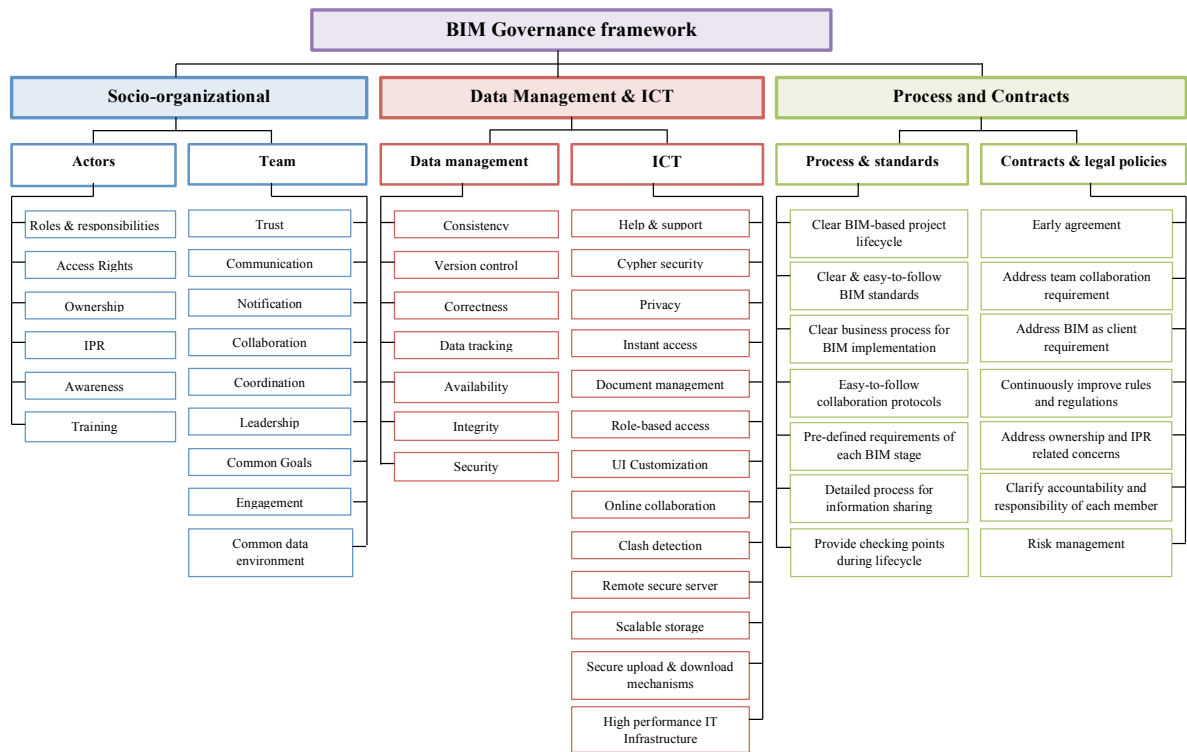 BIM Governance framework
Socio-organizational
Data Management & ICT
Process and Contracts
Actors
Team
Data management
ICT
Process & standards
Contracts & legal policies
Roles & responsibilities
Access Rights
Ownership
IPR
Awareness
Training
Trust
Communication
Notification
Collaboration
Coordination
Leadership
Common Goals
Engagement
Common data
environment
Consistency
Version control
Correctness
Data tracking
Availability
Integrity
Security
Help & support
Cypher security
Privacy
Instant access
Document management
Role-based access
UI Customization
Online collaboration
Clash detection
Remote secure server
Scalable storage
Secure upload & download
mechanisms
High performance IT
Infrastructure
Clear BIM-based project
lifecycle
Clear & easy-to-follow
BIM standards
Clear business process for
BIM implementation
Easy-to-follow
collaboration protocols
Pre-defined requirements of
each BIM stage
Detailed process for
information sharing
Provide checking points
during lifecycle
Early agreement
Address team collaboration
requirement
Address BIM as client
requirement
Continuously improve rules
and regulations
Address ownership and IPR
related concerns
Clarify accountability and
responsibility of each member
Risk management